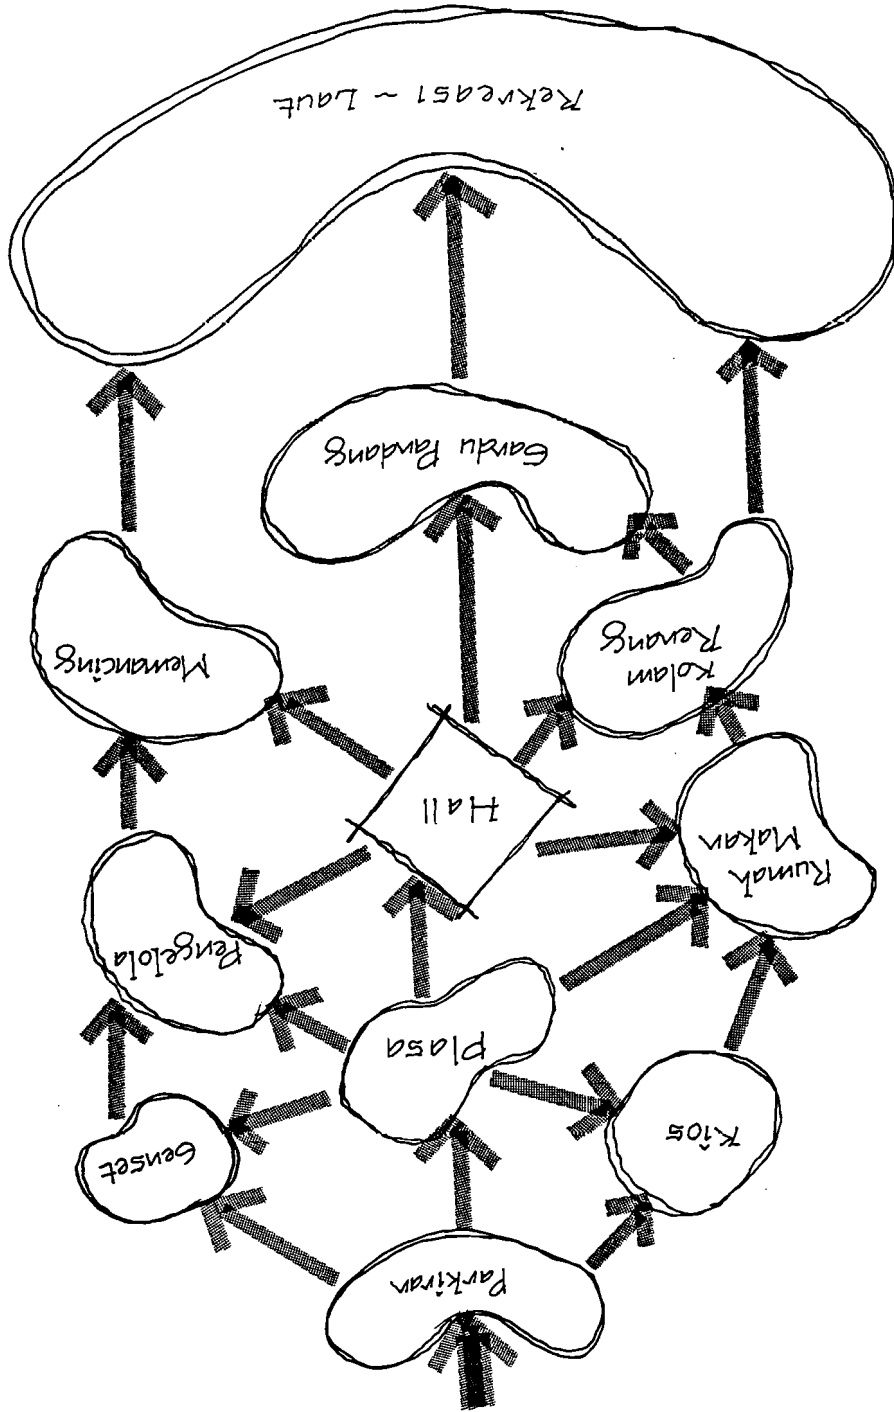 Parkiran
Kios
Genset
Plasa
Pengelola
Rumah
Makan
Hall
Kolam
Renang
Memancing
Gardu Pandang
Rekreasi ~ Laut